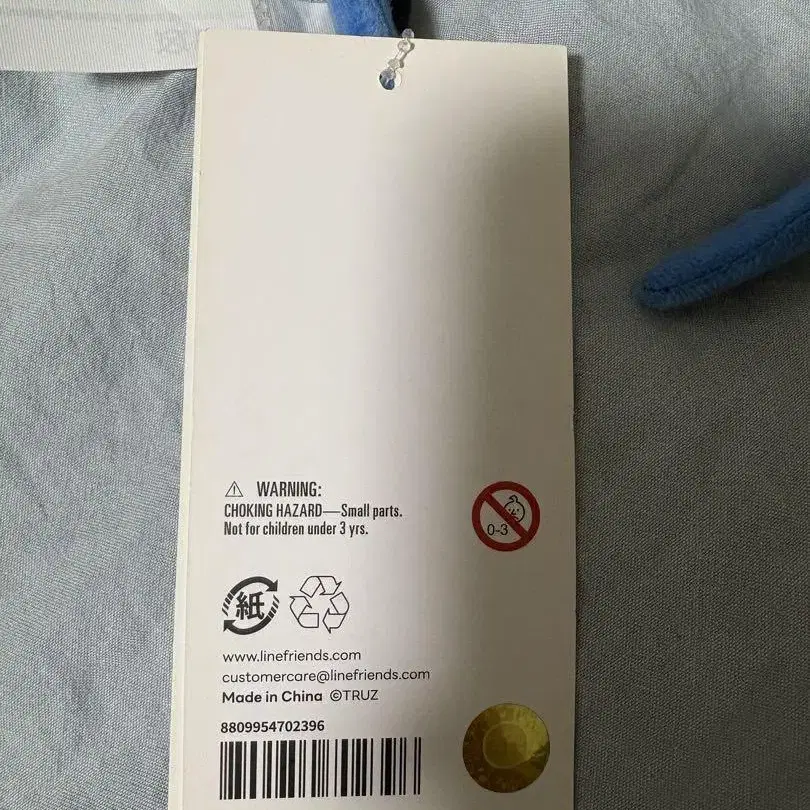 ⚠ WARNING:
CHOKING HAZARD—Small parts.
Not for children under 3 yrs.
0-3
紙
www.linefriends.com
customercare@linefriends.com
Made in China ©TRUZ
8809954702396